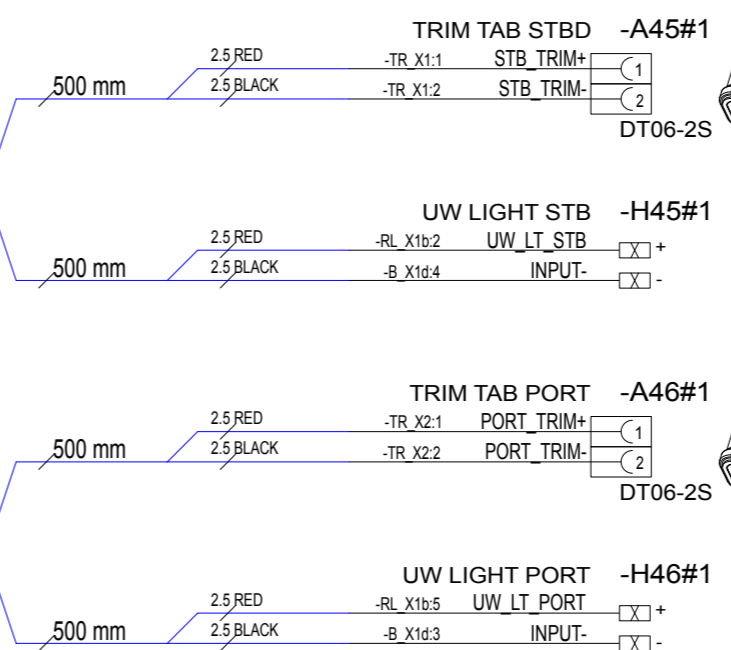 TRIM TAB STBD -A45#1
2.5 RED -TR_X1:1 STB_TRIM+ 1
500 mm
2.5 BLACK -TR_X1:2 STB_TRIM- 2
DT06-2S
UW LIGHT STB -H45#1
2.5 RED -RL_X1b:2 UW_LT_STB X +
500 mm
2.5 BLACK -B_X1d:4 INPUT- X -
TRIM TAB PORT -A46#1
2.5 RED -TR_X2:1 PORT_TRIM+ 1
500 mm
2.5 BLACK -TR_X2:2 PORT_TRIM- 2
DT06-2S
UW LIGHT PORT -H46#1
2.5 RED -RL_X1b:5 UW_LT_PORT X +
500 mm
2.5 BLACK -B_X1d:3 INPUT- X -